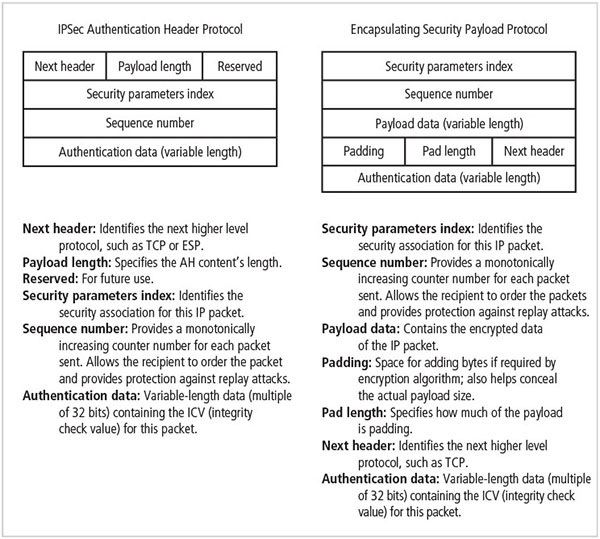 IPSec Authentication Header Protocol
Next header Payload length Reserved
Security parameters index
Sequence number
Authentication data (variable length)
Next header: Identifies the next higher level
protocol, such as TCP or ESP.
Payload length: Specifies the AH content's length.
Reserved: For future use.
Security parameters index: Identifies the
security association for this IP packet.
Sequence number: Provides a monotonically
increasing counter number for each packet
sent. Allows the recipient to order the packet
and provides protection against replay attacks.
Authentication data: Variable-length data (multiple
of 32 bits) containing the ICV (integrity
check value) for this packet.
Encapsulating Security Payload Protocol
Security parameters index
Sequence number
Payload data (variable length)
Padding Pad length Next header
Authentication data (variable length)
Security parameters index: Identifies the
security association for this IP packet.
Sequence number: Provides a monotonically
increasing counter number for each packet
sent. Allows the recipient to order the packets
and provides protection against replay attacks.
Payload data: Contains the encrypted data
of the IP packet.
Padding: Space for adding bytes if required by
encryption algorithm; also helps conceal
the actual payload size.
Pad length: Specifies how much of the payload
is padding.
Next header: Identifies the next higher level
protocol, such as TCP.
Authentication data: Variable-length data (multiple
of 32 bits) containing the ICV (integrity check
value) for this packet.